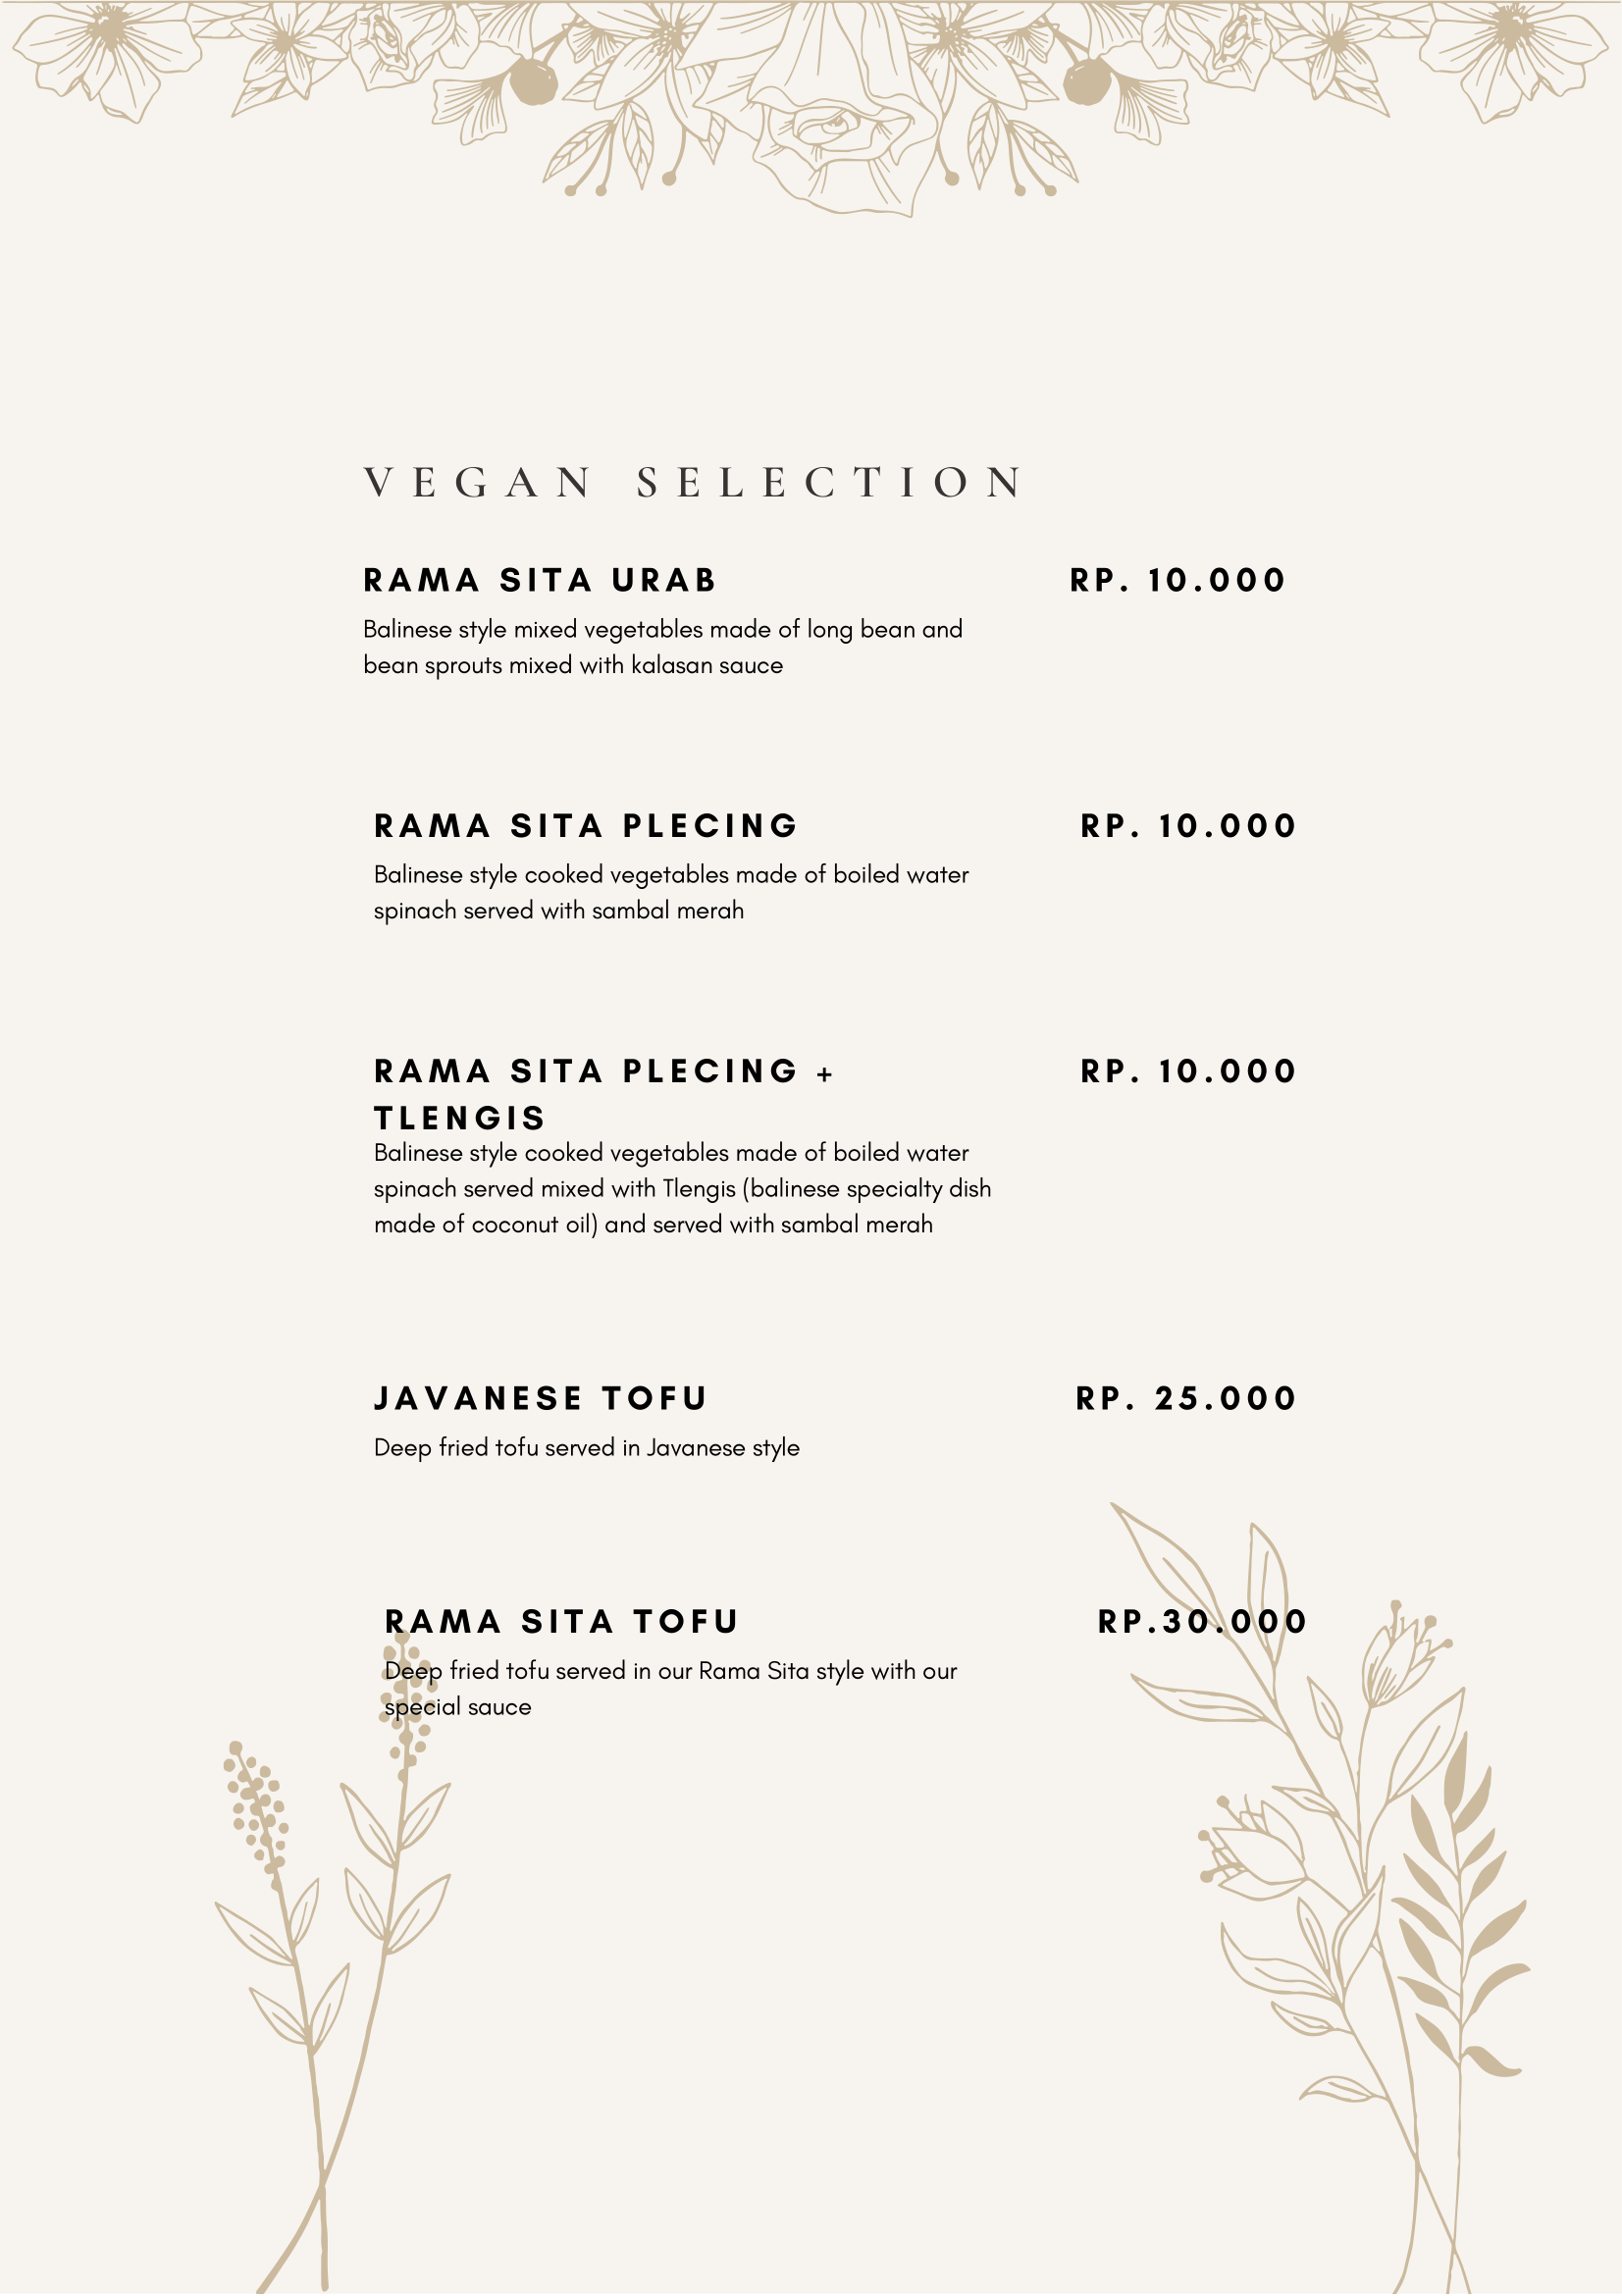 VEGAN SELECTION
RAMA SITA URAB RP. 10.000
Balinese style mixed vegetables made of long bean and
bean sprouts mixed with kalasan sauce
RAMA SITA PLECING RP. 10.000
Balinese style cooked vegetables made of boiled water
spinach served with sambal merah
RAMA SITA PLECING + RP. 10.000
TLENGIS
Balinese style cooked vegetables made of boiled water
spinach served mixed with Tlengis (balinese specialty dish
made of coconut oil) and served with sambal merah
JAVANESE TOFU RP. 25.000
Deep fried tofu served in Javanese style
RAMA SITA TOFU RP.30.000
Deep fried tofu served in our Rama Sita style with our
special sauce